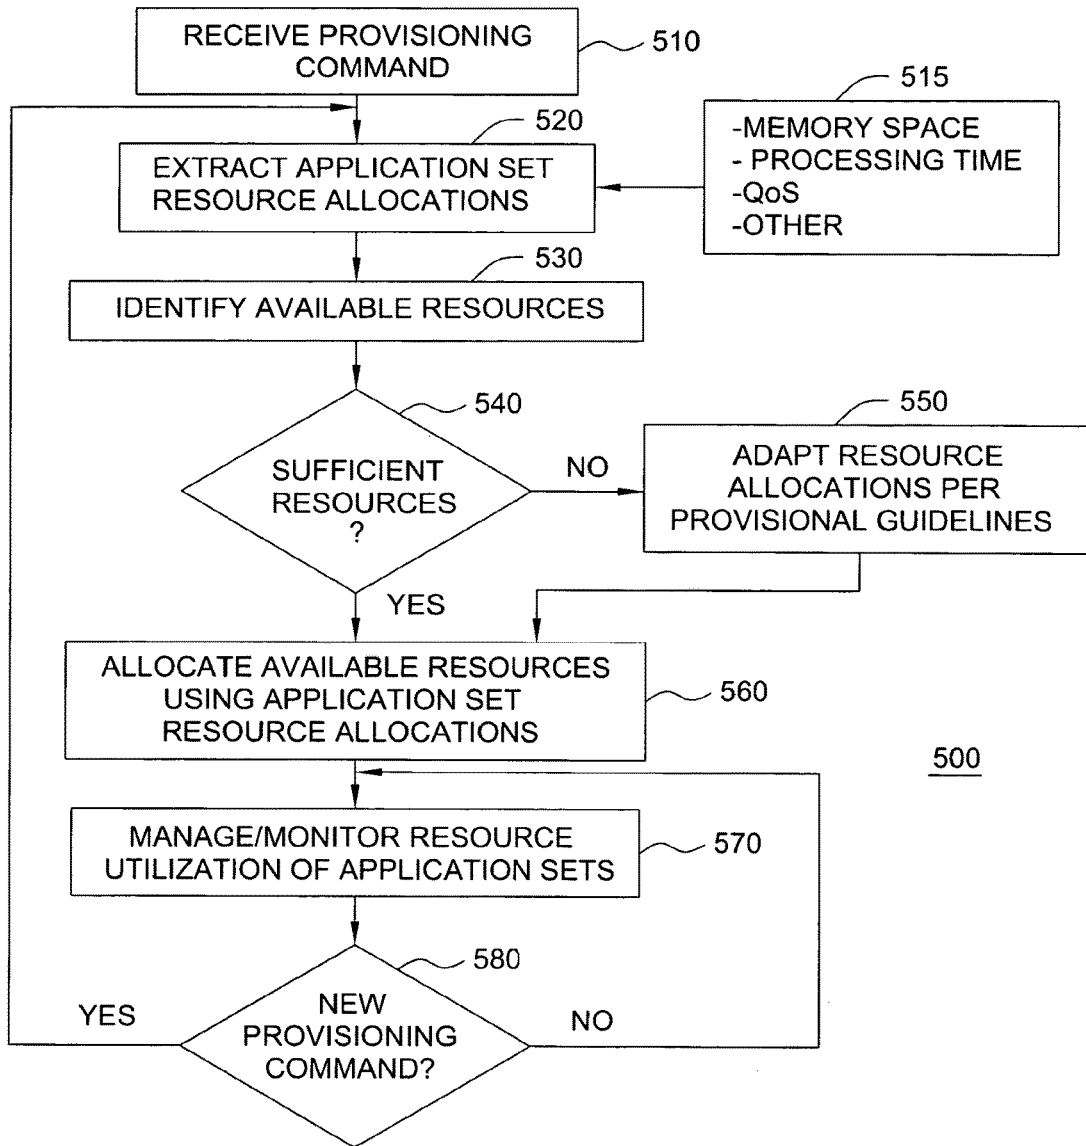 RECEIVE PROVISIONING
COMMAND
510
515
-MEMORY SPACE
- PROCESSING TIME
-QoS
-OTHER
520
EXTRACT APPLICATION SET
RESOURCE ALLOCATIONS
530
IDENTIFY AVAILABLE RESOURCES
540
SUFFICIENT
RESOURCES
?
NO
550
ADAPT RESOURCE
ALLOCATIONS PER
PROVISIONAL GUIDELINES
YES
ALLOCATE AVAILABLE RESOURCES
USING APPLICATION SET
RESOURCE ALLOCATIONS
560
500
MANAGE/MONITOR RESOURCE
UTILIZATION OF APPLICATION SETS
570
580
NEW
PROVISIONING
COMMAND?
YES
NO